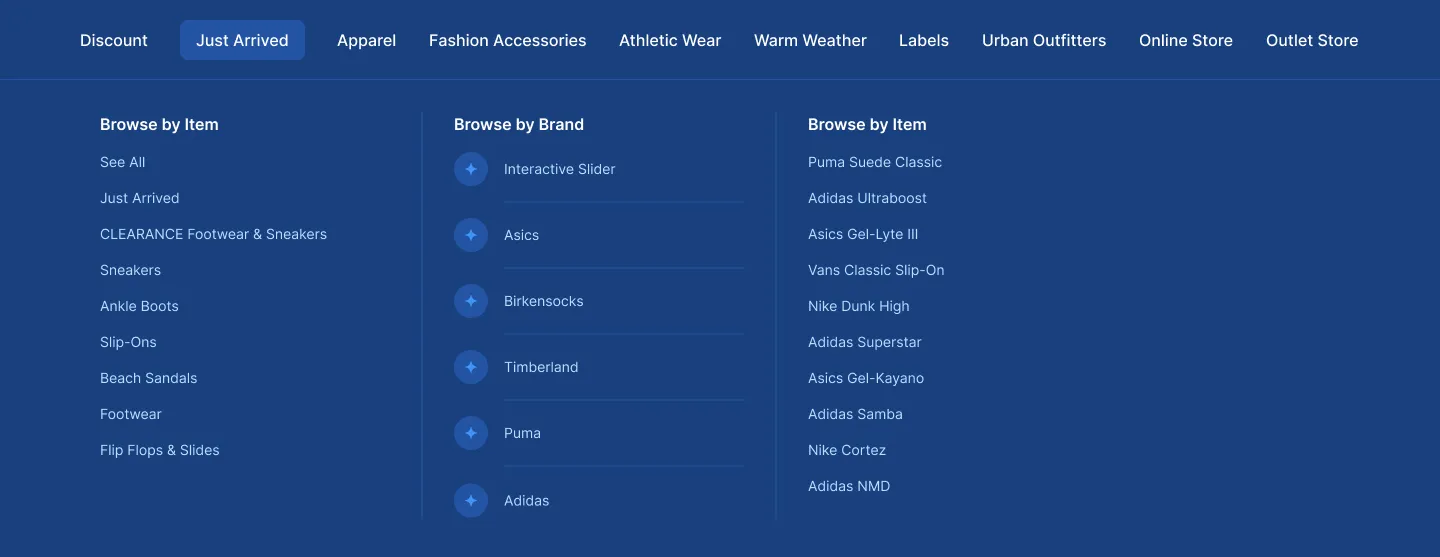 Discount Just Arrived Apparel Fashion Accessories Athletic Wear Warm Weather Labels Urban Outfitters Online Store Outlet Store
Browse by Item
See All
Just Arrived
CLEARANCE Footwear & Sneakers
Sneakers
Ankle Boots
Slip-Ons
Beach Sandals
Footwear
Flip Flops & Slides
Browse by Brand
Interactive Slider
Asics
Birkensocks
Timberland
Puma
Adidas
Browse by Item
Puma Suede Classic
Adidas Ultraboost
Asics Gel-Lyte III
Vans Classic Slip-On
Nike Dunk High
Adidas Superstar
Asics Gel-Kayano
Adidas Samba
Nike Cortez
Adidas NMD